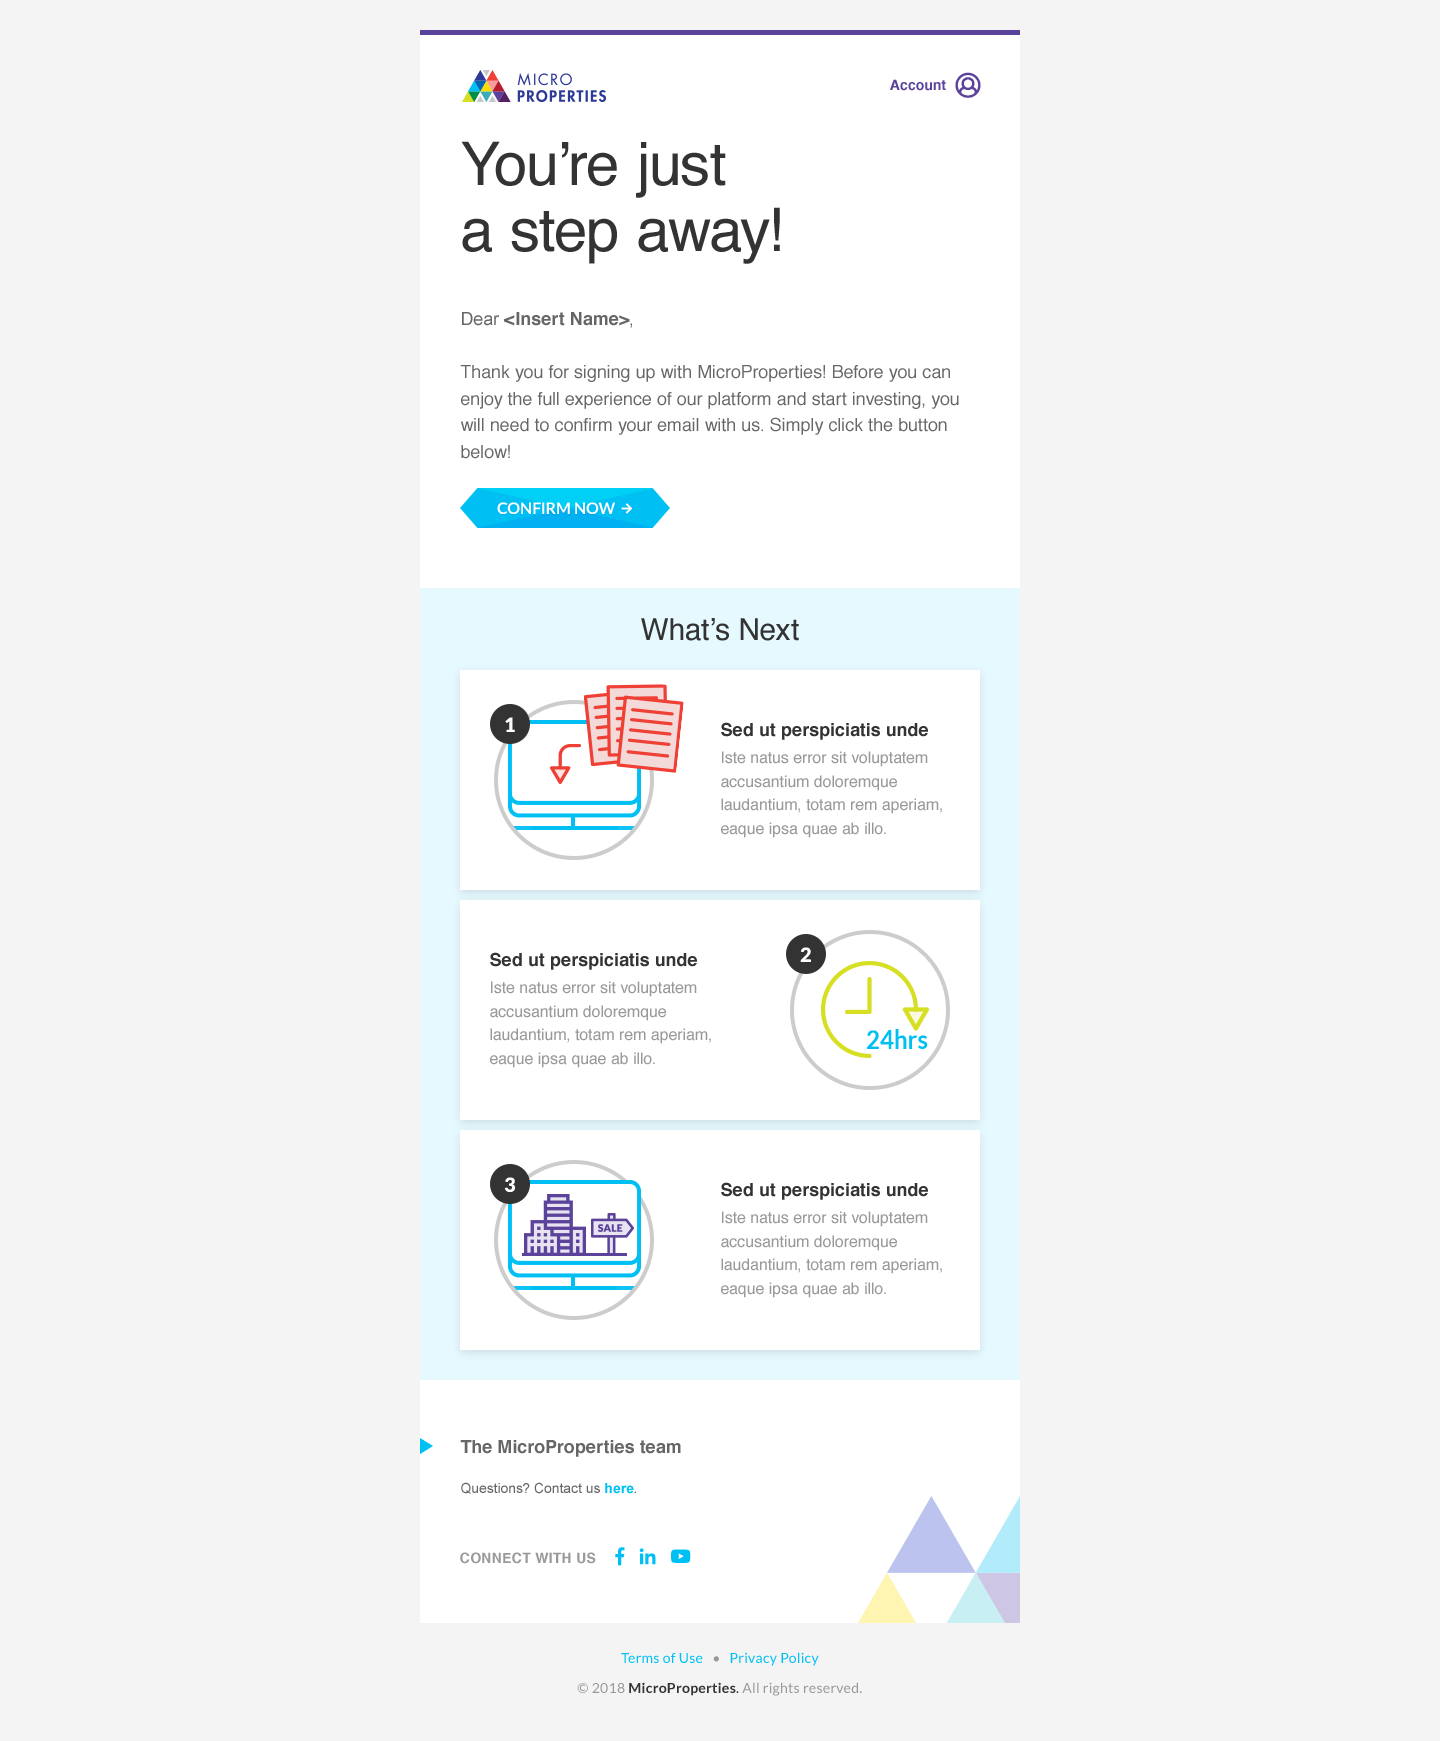 MICRO
PROPERTIES
Account
You’re just
a step away!
Dear <Insert Name>,
Thank you for signing up with MicroProperties! Before you can
enjoy the full experience of our platform and start investing, you
will need to confirm your email with us. Simply click the button
below!
CONFIRM NOW →
What’s Next
1
Sed ut perspiciatis unde
Iste natus error sit voluptatem
accusantium doloremque
laudantium, totam rem aperiam,
eaque ipsa quae ab illo.
Sed ut perspiciatis unde
Iste natus error sit voluptatem
accusantium doloremque
laudantium, totam rem aperiam,
eaque ipsa quae ab illo.
2
24hrs
3
SALE
Sed ut perspiciatis unde
Iste natus error sit voluptatem
accusantium doloremque
laudantium, totam rem aperiam,
eaque ipsa quae ab illo.
The MicroProperties team
Questions? Contact us here.
CONNECT WITH US
Terms of Use • Privacy Policy
© 2018 MicroProperties. All rights reserved.